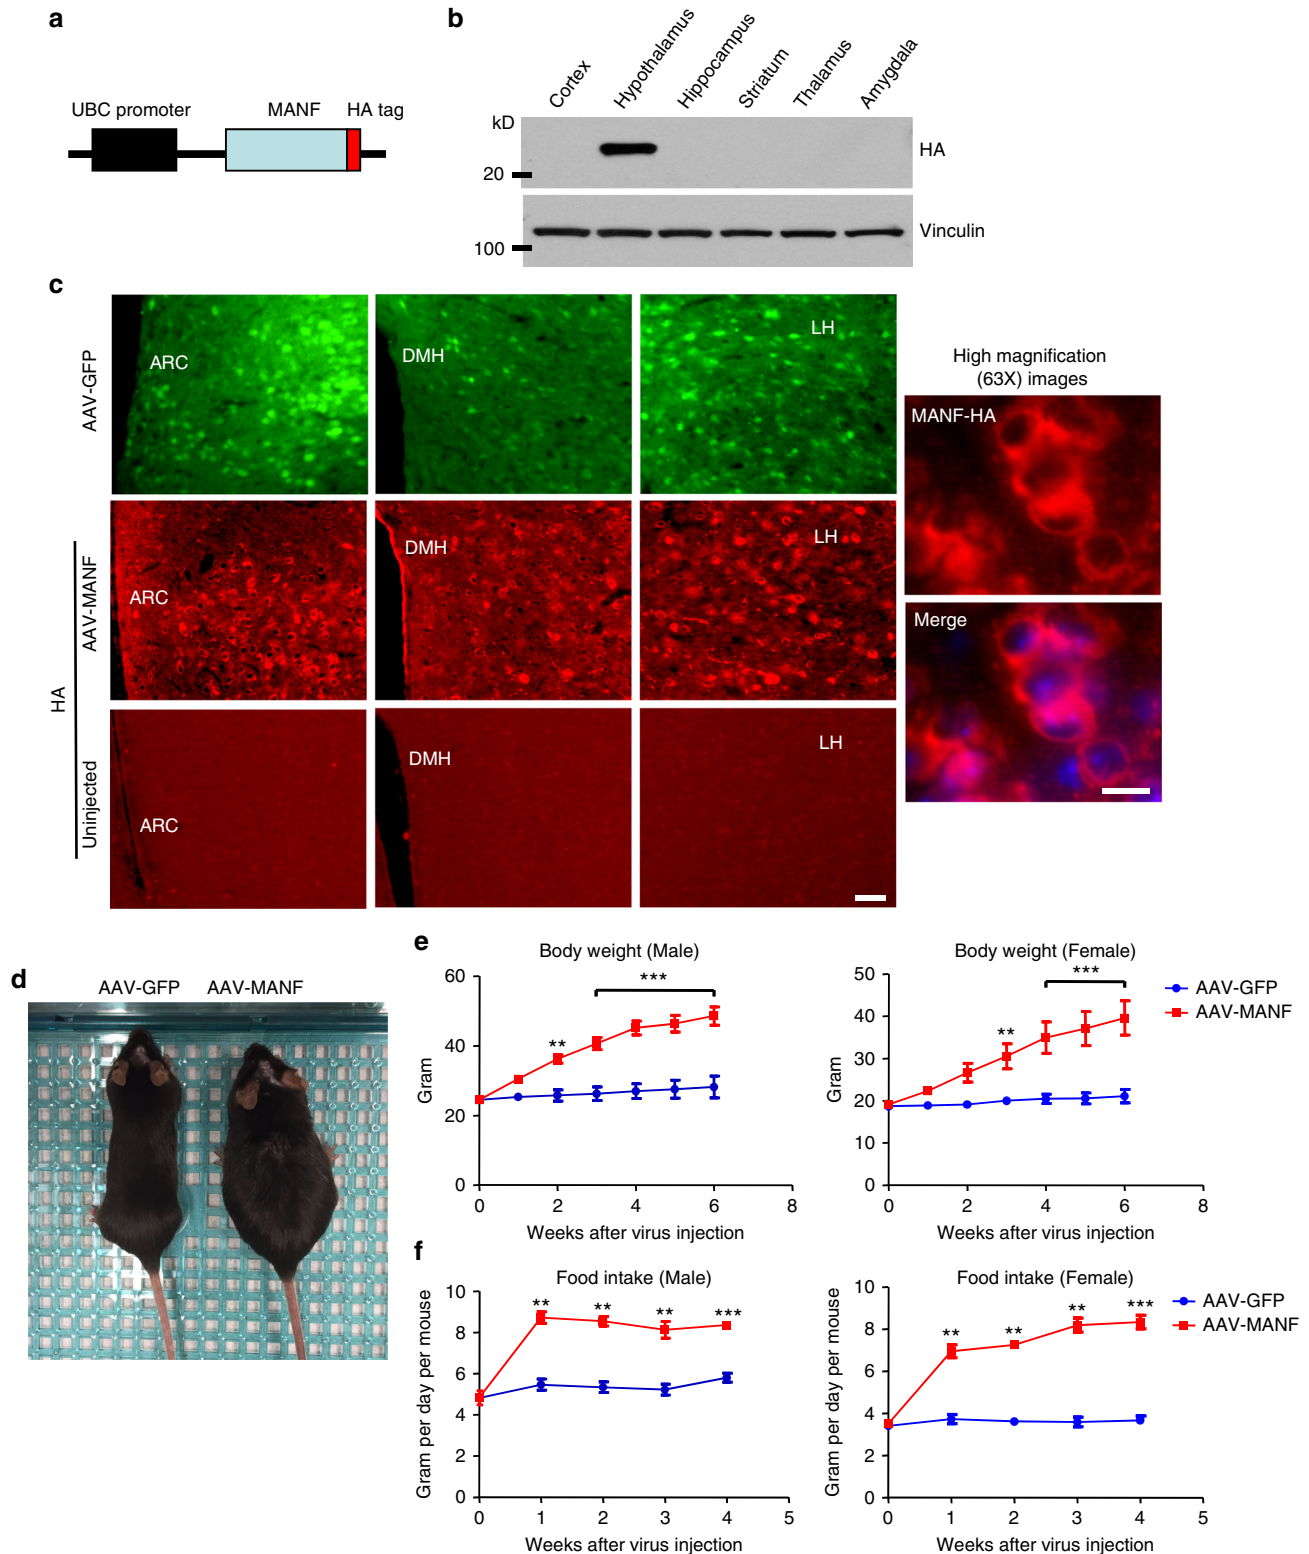 a
UBC promoter MANF HA tag
b
Cortex
Hypothalamus
Hippocampus
Striatum
Thalamus
Amygdala
kD
20
HA
100
Vinculin
c
AAV-GFP
ARC
DMH
LH
HA
AAV-MANF
ARC
DMH
LH
Uninjected
ARC
DMH
LH
High magnification
(63X) images
MANF-HA
Merge
d
AAV-GFP AAV-MANF
e
Body weight (Male)
Gram
60
40
20
0
**
***
0 2 4 6 8
Weeks after virus injection
Body weight (Female)
Gram
50
40
30
20
10
0
**
***
0 2 4 6 8
Weeks after virus injection
AAV-GFP
AAV-MANF
f
Food intake (Male)
Gram per day per mouse
10
8
6
4
2
0
** ** ** ***
0 1 2 3 4 5
Weeks after virus injection
Food intake (Female)
Gram per day per mouse
10
8
6
4
2
0
** ** ** ***
0 1 2 3 4 5
Weeks after virus injection
AAV-GFP
AAV-MANF